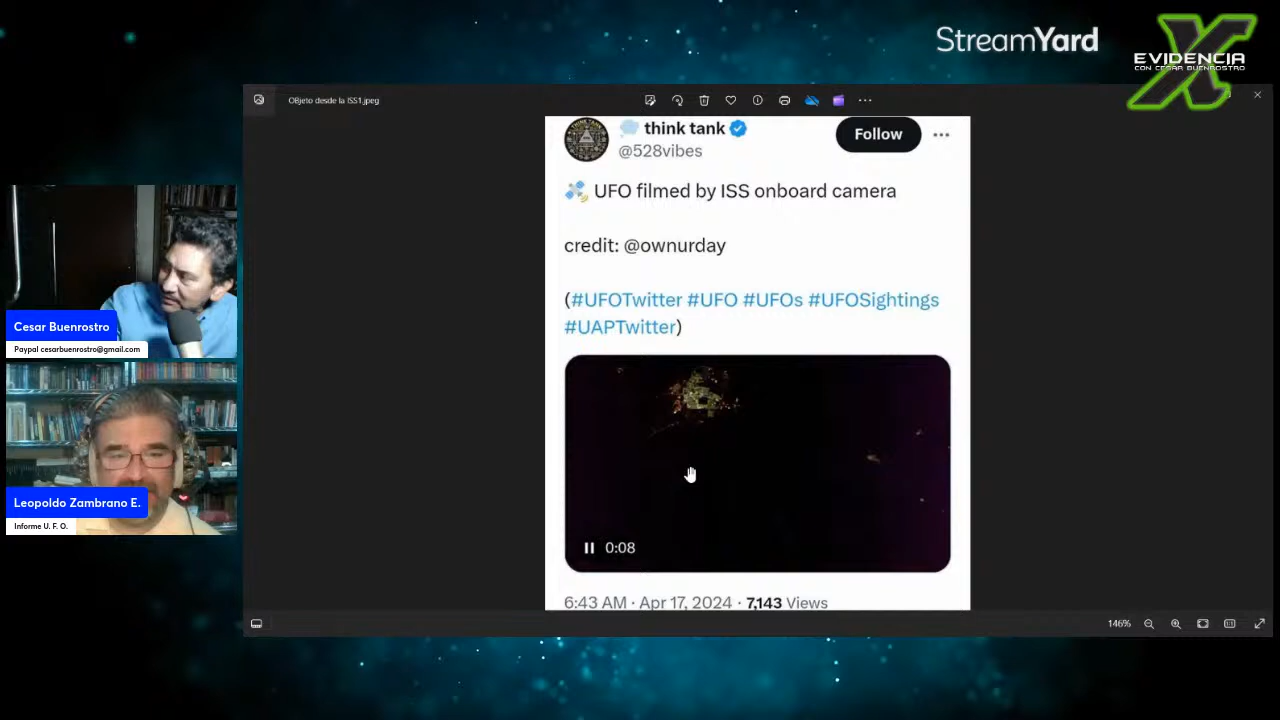 StreamYard
X
EVIDENCIA
CON CESAR BUENROSTRO
OBjeto desde la ISS1.jpeg
think tank
@528vibes
Follow
UFO filmed by ISS onboard camera
credit: @ownurday
(#UFOTwitter #UFO #UFOs #UFOSightings
#UAPTwitter)
0:08
6:43 AM · Apr 17, 2024 · 7,143 Views
Cesar Buenrostro
Paypal cesarbuenrostro@gmail.com
Leopoldo Zambrano E.
Informe U. F. O.
146%